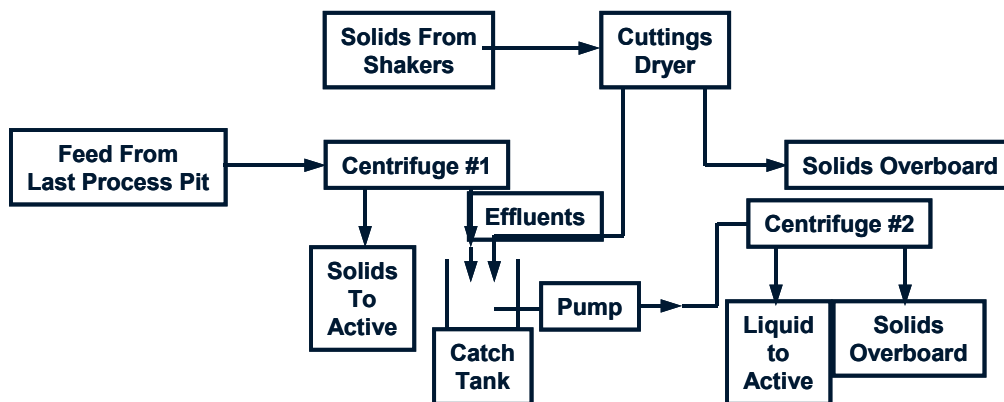 Solids From
Shakers
Cuttings
Dryer
Feed From
Last Process Pit
Centrifuge #1
Solids Overboard
Effluents
Centrifuge #2
Solids
To
Active
Pump
Catch
Tank
Liquid
to
Active
Solids
Overboard